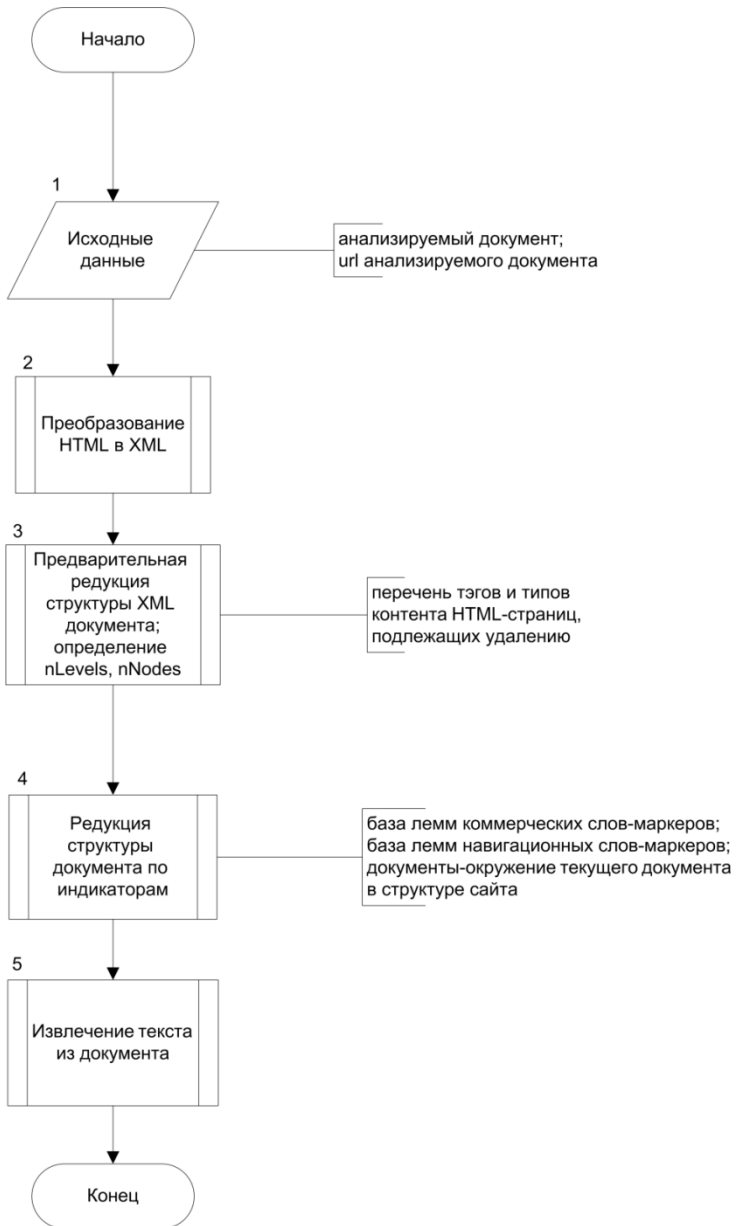 Начало
1
Исходные
данные
анализируемый документ;
url анализируемого документа
2
Преобразование
HTML в XML
3
Предварительная
редукция
структуры XML
документа;
определение
nLevels, nNodes
перечень тэгов и типов
контента HTML-страниц,
подлежащих удалению
4
Редукция
структуры
документа по
индикаторам
база лемм коммерческих слов-маркеров;
база лемм навигационных слов-маркеров;
документы-окружение текущего документа
в структуре сайта
5
Извлечение текста
из документа
Конец